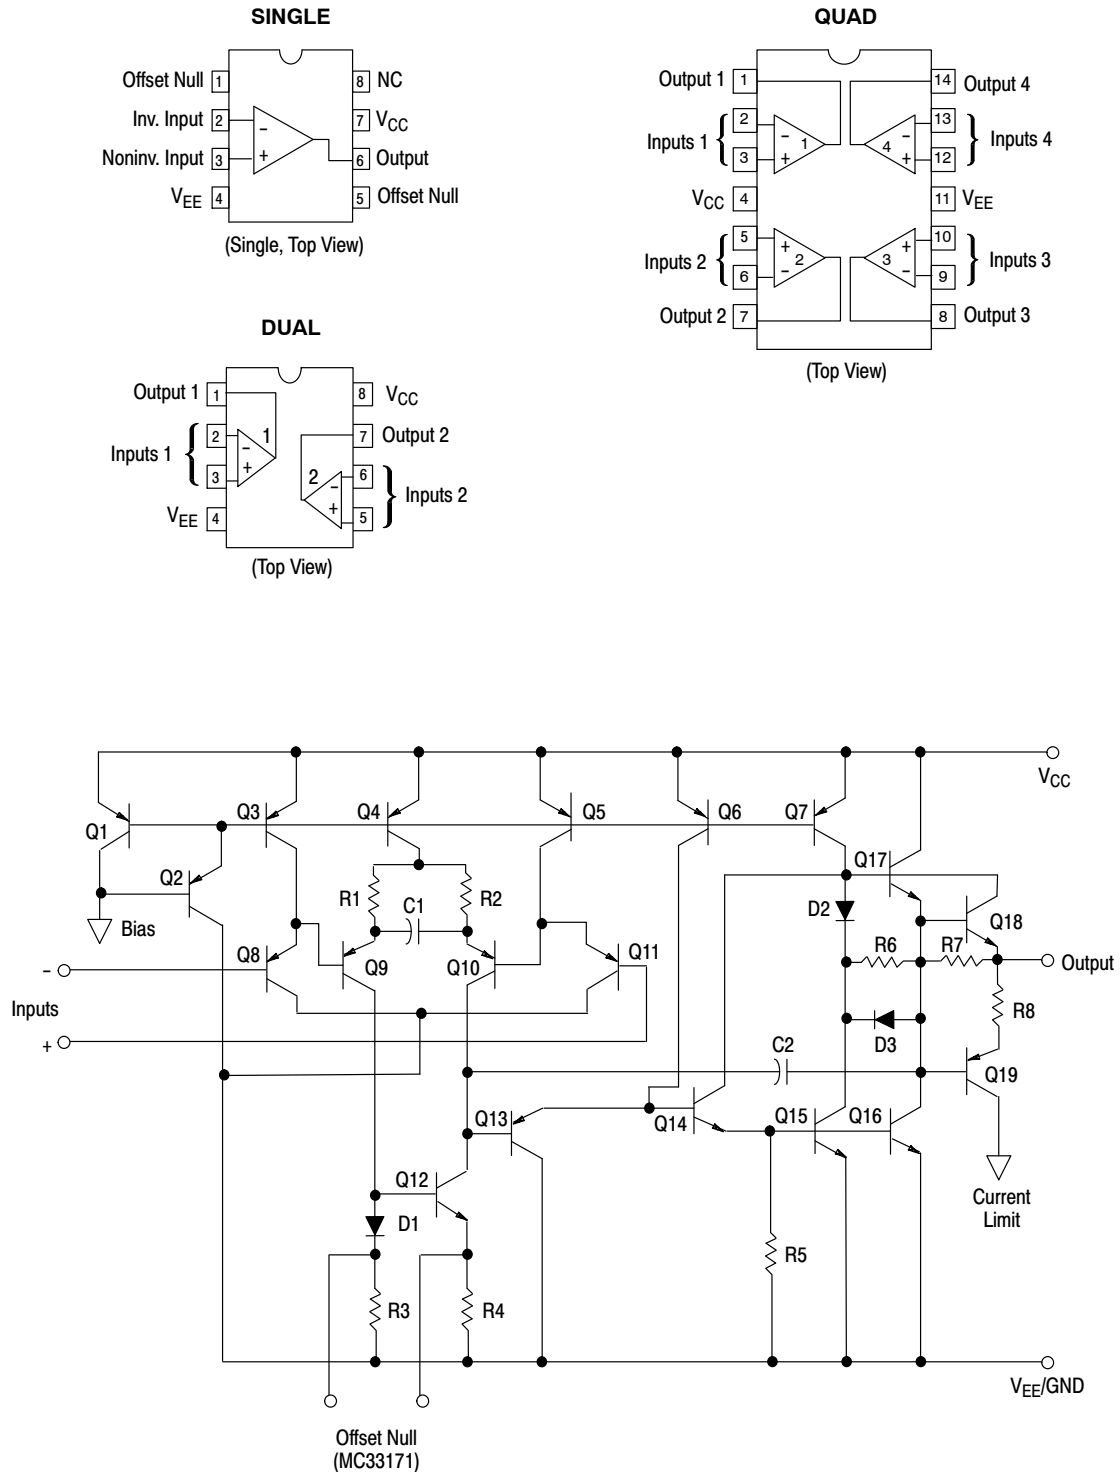 SINGLE
Offset Null 1
8 NC
Inv. Input 2
7 VCC
Noninv. Input 3
6 Output
VEE 4
5 Offset Null
- +
(Single, Top View)
QUAD
Output 1 1
14 Output 4
Inputs 1 { 2
3
13 } Inputs 4
12
- + 1
4 - +
VCC 4
11 VEE
Inputs 2 { 5
6
10 } Inputs 3
9
+ - 2
3 + -
Output 2 7
8 Output 3
(Top View)
DUAL
Output 1 1
8 VCC
Inputs 1 { 2
3
- + 1
7 Output 2
6 } Inputs 2
5
2 - +
VEE 4
(Top View)
VCC
Q1
Q3
Q4
Q5
Q6
Q7
Q2
Q17
Bias
R1
C1
R2
D2
Q18
Q8
Q9
Q10
Q11
R6
R7
Output
-
Inputs
+
D3
R8
C2
Q19
Q13
Q14
Q15
Q16
Q12
Current
Limit
D1
R5
R3
R4
VEE/GND
Offset Null
(MC33171)